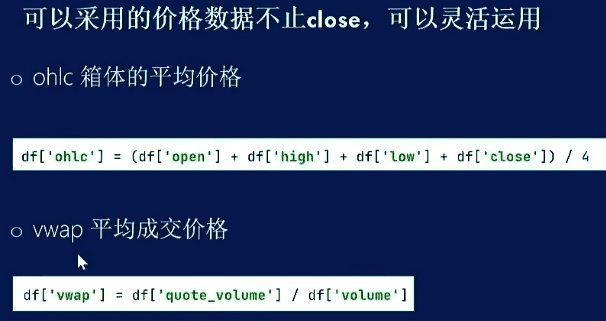 可以采用的价格数据不止close，可以灵活运用
○ ohlc 箱体的平均价格
df['ohlc'] = (df['open'] + df['high'] + df['low'] + df['close']) / 4
○ vwap 平均成交价格
df['vwap'] = df['quote_volume'] / df['volume']